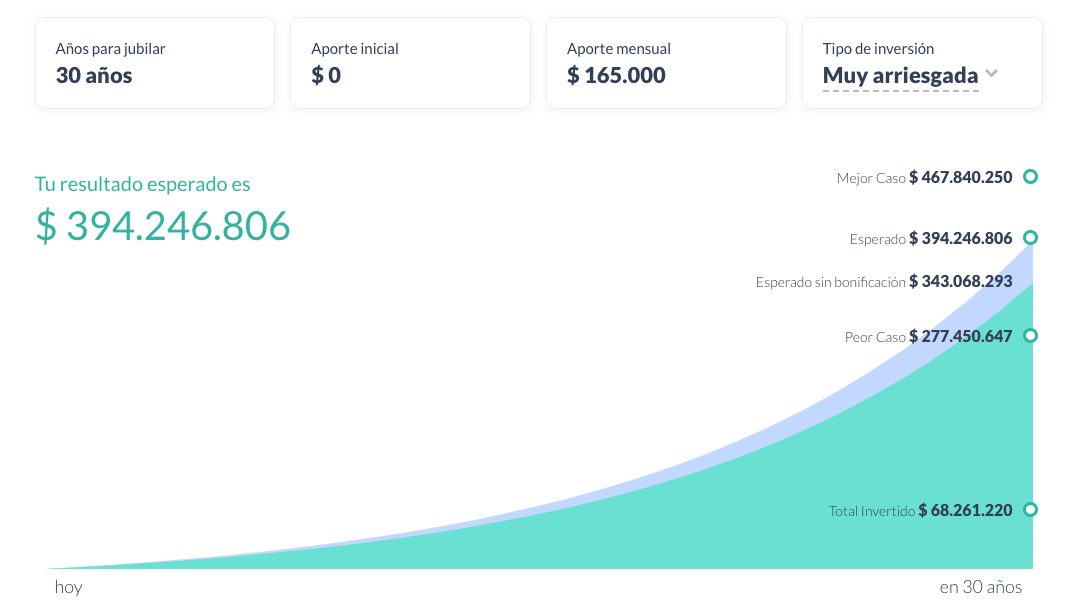 Años para jubilar
30 años
Aporte inicial
$ 0
Aporte mensual
$ 165.000
Tipo de inversión
Muy arriesgada
Tu resultado esperado es
$ 394.246.806
Mejor Caso $ 467.840.250
Esperado $ 394.246.806
Esperado sin bonificación $ 343.068.293
Peor Caso $ 277.450.647
Total Invertido $ 68.261.220
hoy
en 30 años